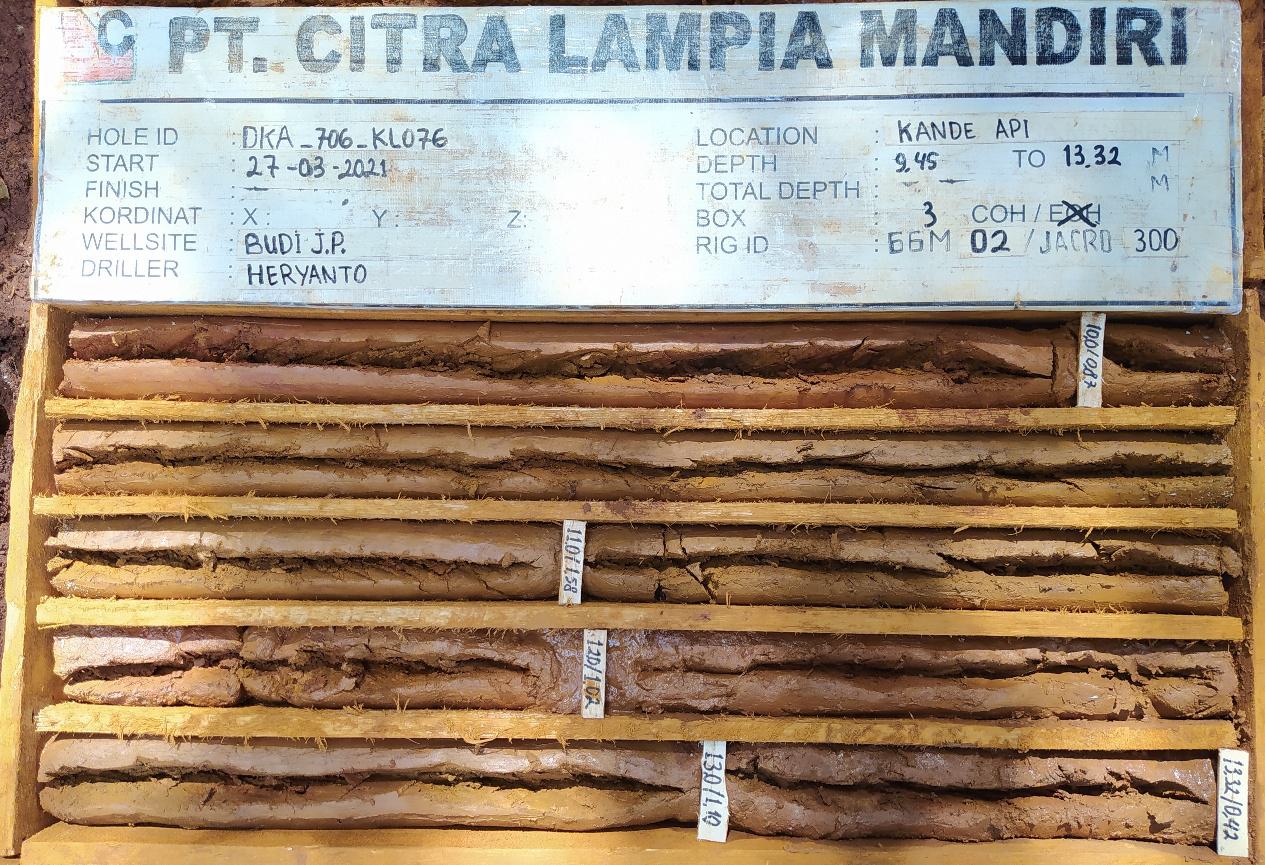 C PT. CITRA LAMPIA MANDIRI
HOLE ID : DKA_706_KL076
START : 27-03-2021
FINISH : —
KORDINAT : X: Y: Z:
WELLSITE : BUDI J.P.
DRILLER : HERYANTO
LOCATION : KANDE API
DEPTH : 9,45 TO 13,32 M
TOTAL DEPTH : — M
BOX : 3 COH / EOH
RIG ID : BBM 02 / JACRO 300
10,0/0,87
11,0/1,58
12,0/1,02
13,0/1,10
13,32/0,42